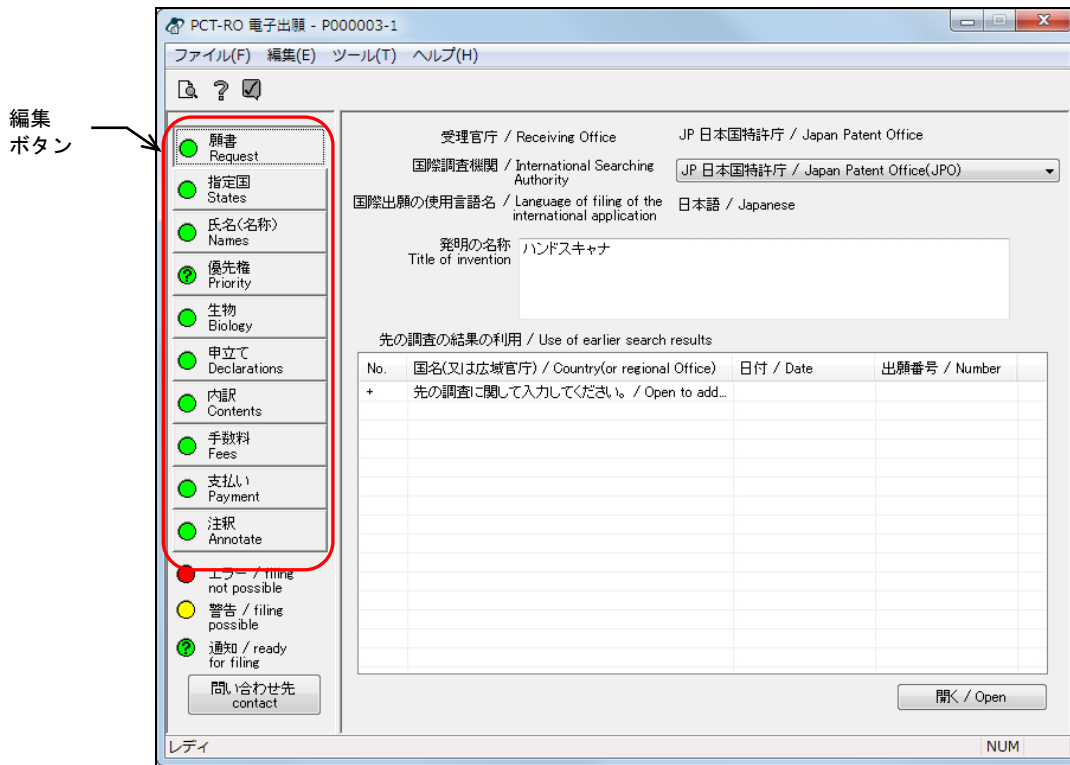 PCT-RO 電子出願 - P000003-1
ファイル(F) 編集(E) ツール(T) ヘルプ(H)
編集
ボタン
願書
Request
指定国
States
氏名(名称)
Names
優先権
Priority
生物
Biology
申立て
Declarations
内訳
Contents
手数料
Fees
支払い
Payment
注釈
Annotate
エラー / filing
not possible
警告 / filing
possible
通知 / ready
for filing
問い合わせ先
contact
受理官庁 / Receiving Office JP 日本国特許庁 / Japan Patent Office
国際調査機関 / International Searching
Authority
JP 日本国特許庁 / Japan Patent Office(JPO)
国際出願の使用言語名 / Language of filing of the
international application
日本語 / Japanese
発明の名称
Title of invention
ハンドスキャナ
先の調査の結果の利用 / Use of earlier search results
No. 国名(又は広域官庁) / Country(or regional Office) 日付 / Date 出願番号 / Number
+ 先の調査に関して入力してください。 / Open to add...
開く / Open
レディ NUM